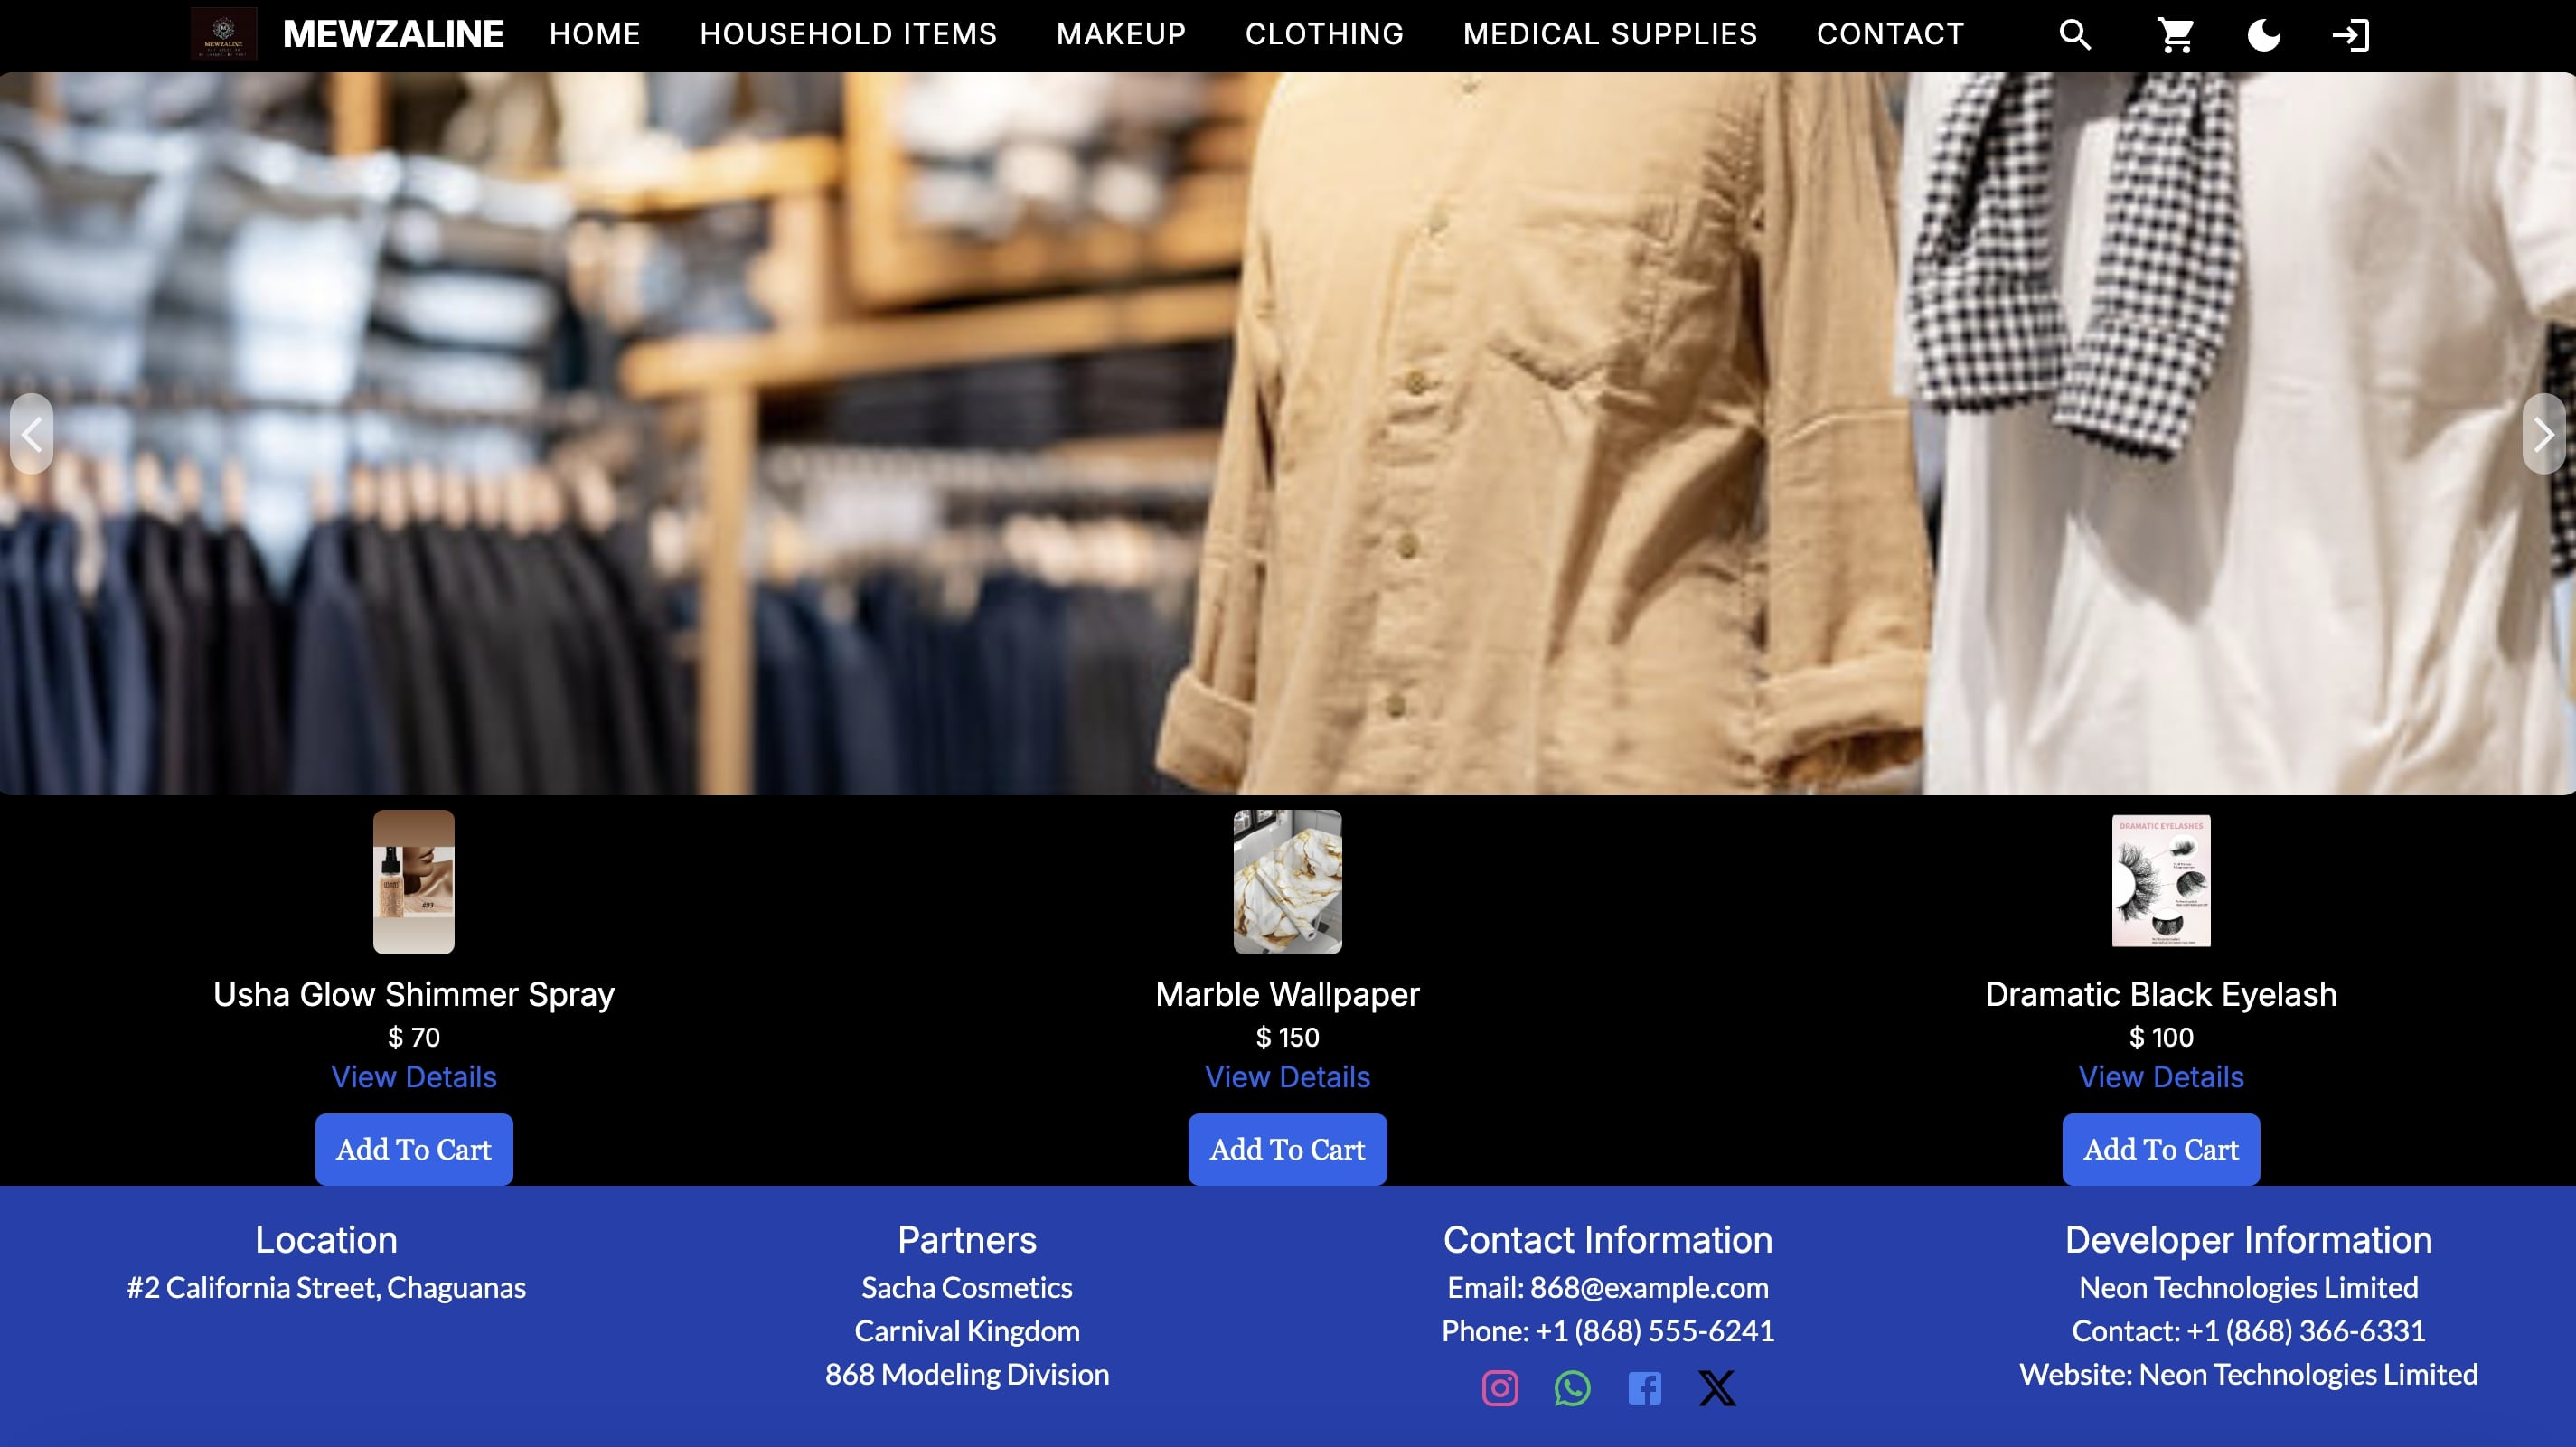 MEWZALINE
MEWZALINE
HOME
HOUSEHOLD ITEMS
MAKEUP
CLOTHING
MEDICAL SUPPLIES
CONTACT
#03
DRAMATIC EYELASHES
Usha Glow Shimmer Spray
$ 70
View Details
Add To Cart
Marble Wallpaper
$ 150
View Details
Add To Cart
Dramatic Black Eyelash
$ 100
View Details
Add To Cart
Location
#2 California Street, Chaguanas
Partners
Sacha Cosmetics
Carnival Kingdom
868 Modeling Division
Contact Information
Email: 868@example.com
Phone: +1 (868) 555-6241
Developer Information
Neon Technologies Limited
Contact: +1 (868) 366-6331
Website: Neon Technologies Limited